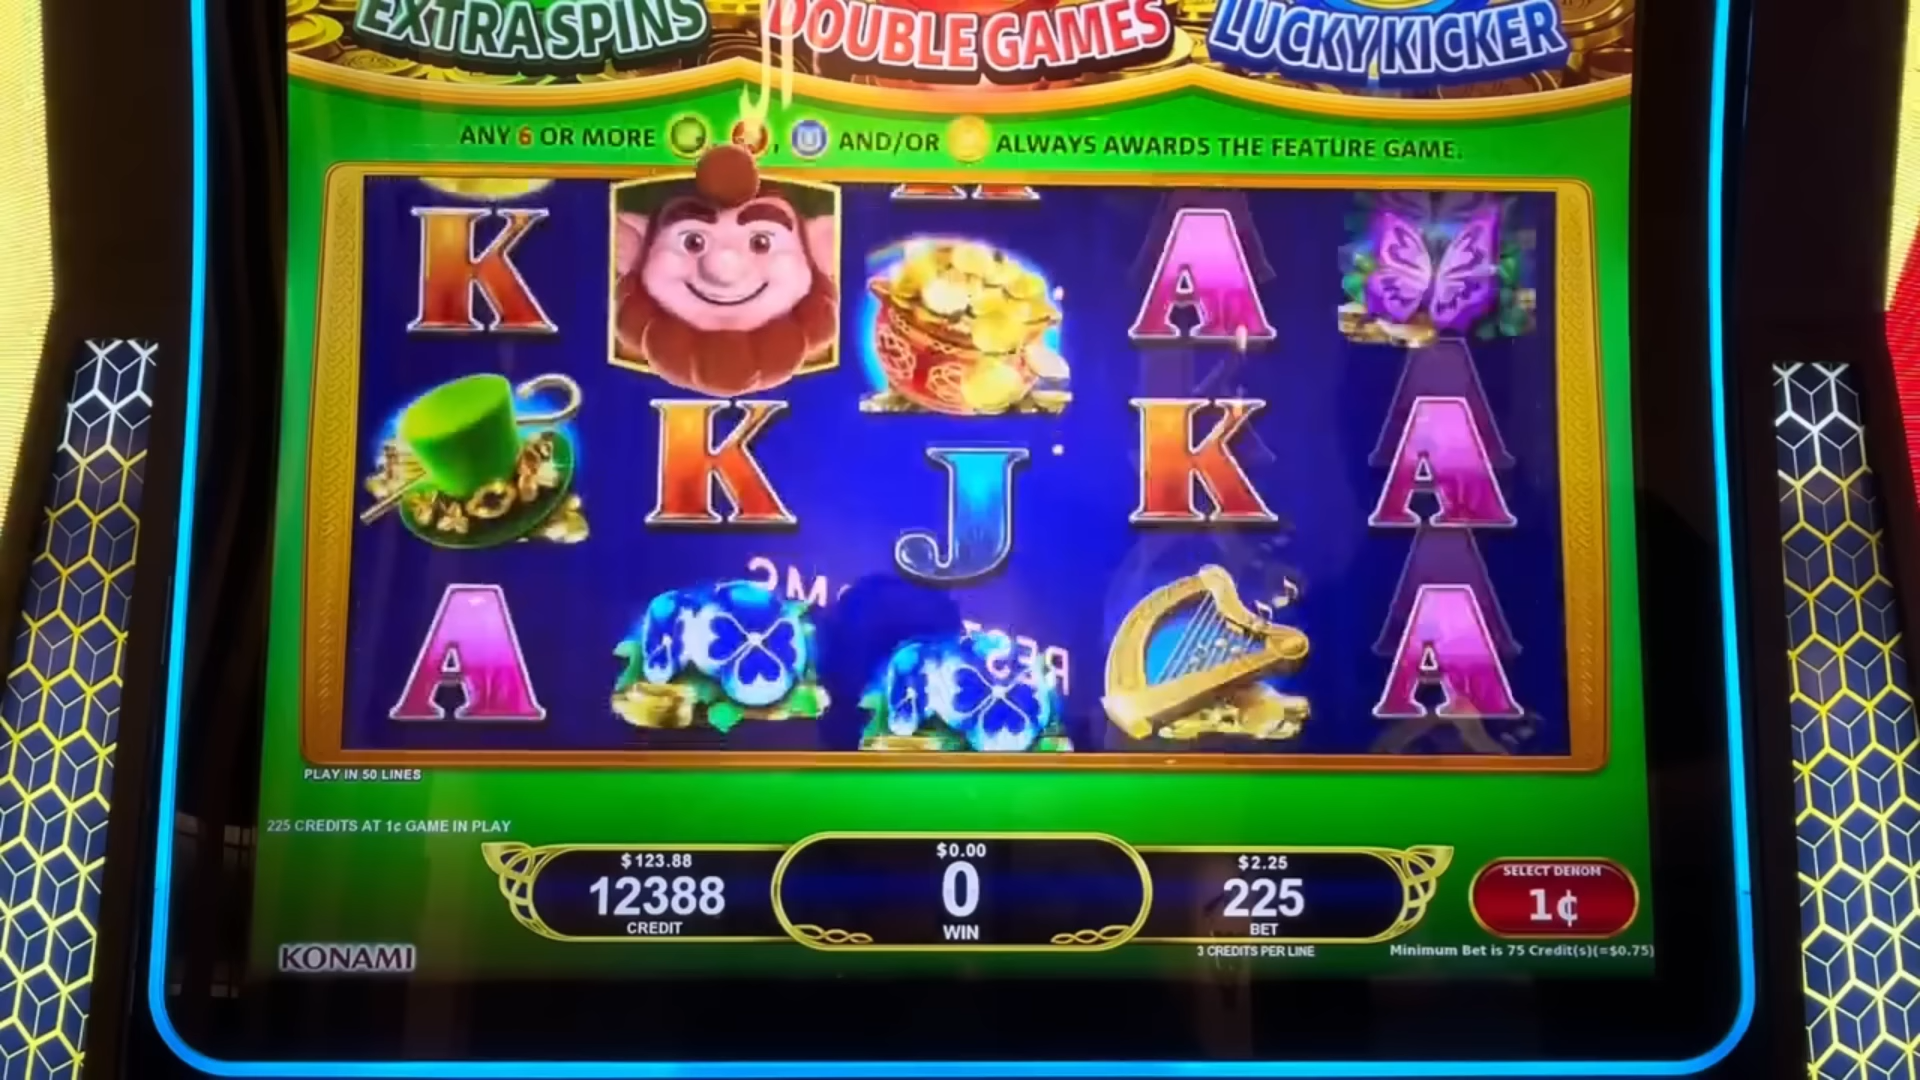 EXTRA SPINS
DOUBLE GAMES
LUCKY KICKER
ANY 6 OR MORE , , AND/OR ALWAYS AWARDS THE FEATURE GAME.
K
A
K
J
K
A
A
A
PLAY IN 50 LINES
225 CREDITS AT 1¢ GAME IN PLAY
$123.88
12388
CREDIT
$0.00
0
WIN
$2.25
225
BET
3 CREDITS PER LINE
SELECT DENOM
1¢
Minimum Bet is 75 Credit(s)(=$0.75)
KONAMI